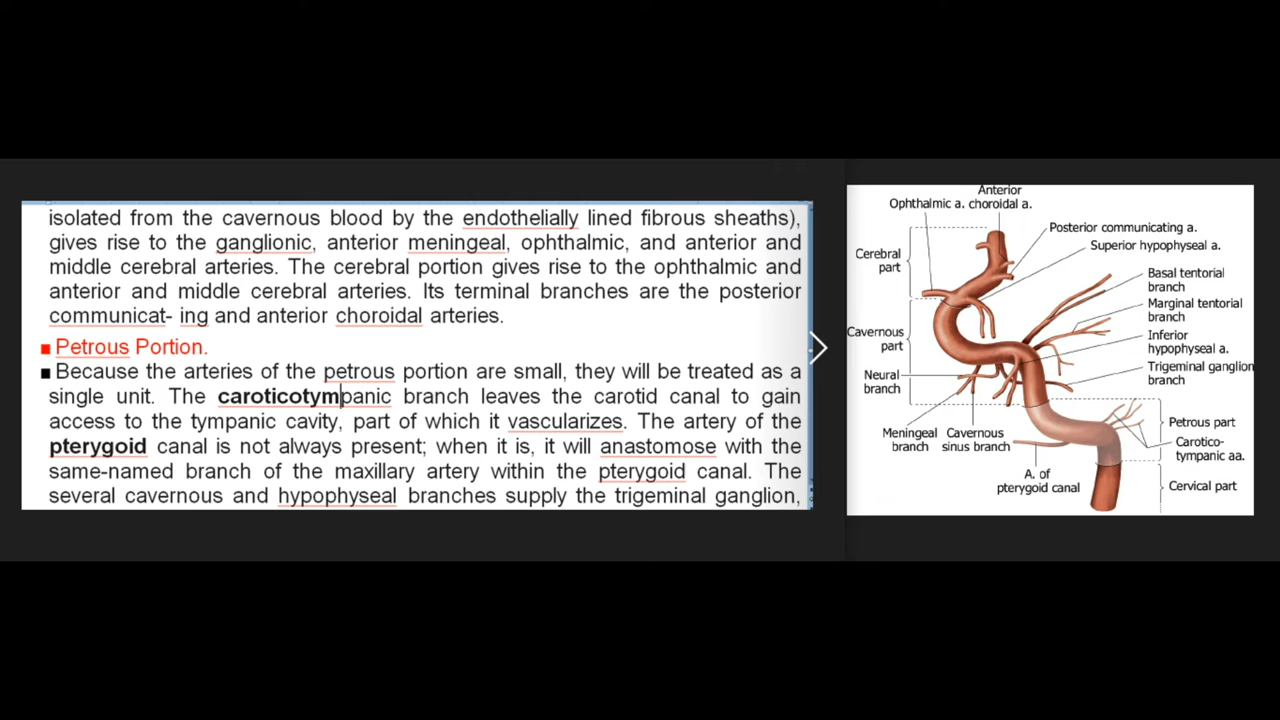 isolated from the cavernous blood by the endothelially lined fibrous sheaths),
gives rise to the ganglionic, anterior meningeal, ophthalmic, and anterior and
middle cerebral arteries. The cerebral portion gives rise to the ophthalmic and
anterior and middle cerebral arteries. Its terminal branches are the posterior
communicat- ing and anterior choroidal arteries.
Petrous Portion.
Because the arteries of the petrous portion are small, they will be treated as a
single unit. The caroticotympanic branch leaves the carotid canal to gain
access to the tympanic cavity, part of which it vascularizes. The artery of the
pterygoid canal is not always present; when it is, it will anastomose with the
same-named branch of the maxillary artery within the pterygoid canal. The
several cavernous and hypophyseal branches supply the trigeminal ganglion,
Anterior
choroidal a.
Ophthalmic a.
Posterior communicating a.
Superior hypophyseal a.
Cerebral
part
Basal tentorial
branch
Marginal tentorial
branch
Cavernous
part
Inferior
hypophyseal a.
Trigeminal ganglion
branch
Neural
branch
Meningeal
branch
Cavernous
sinus branch
Petrous part
Carotico-
tympanic aa.
A. of
pterygoid canal
Cervical part